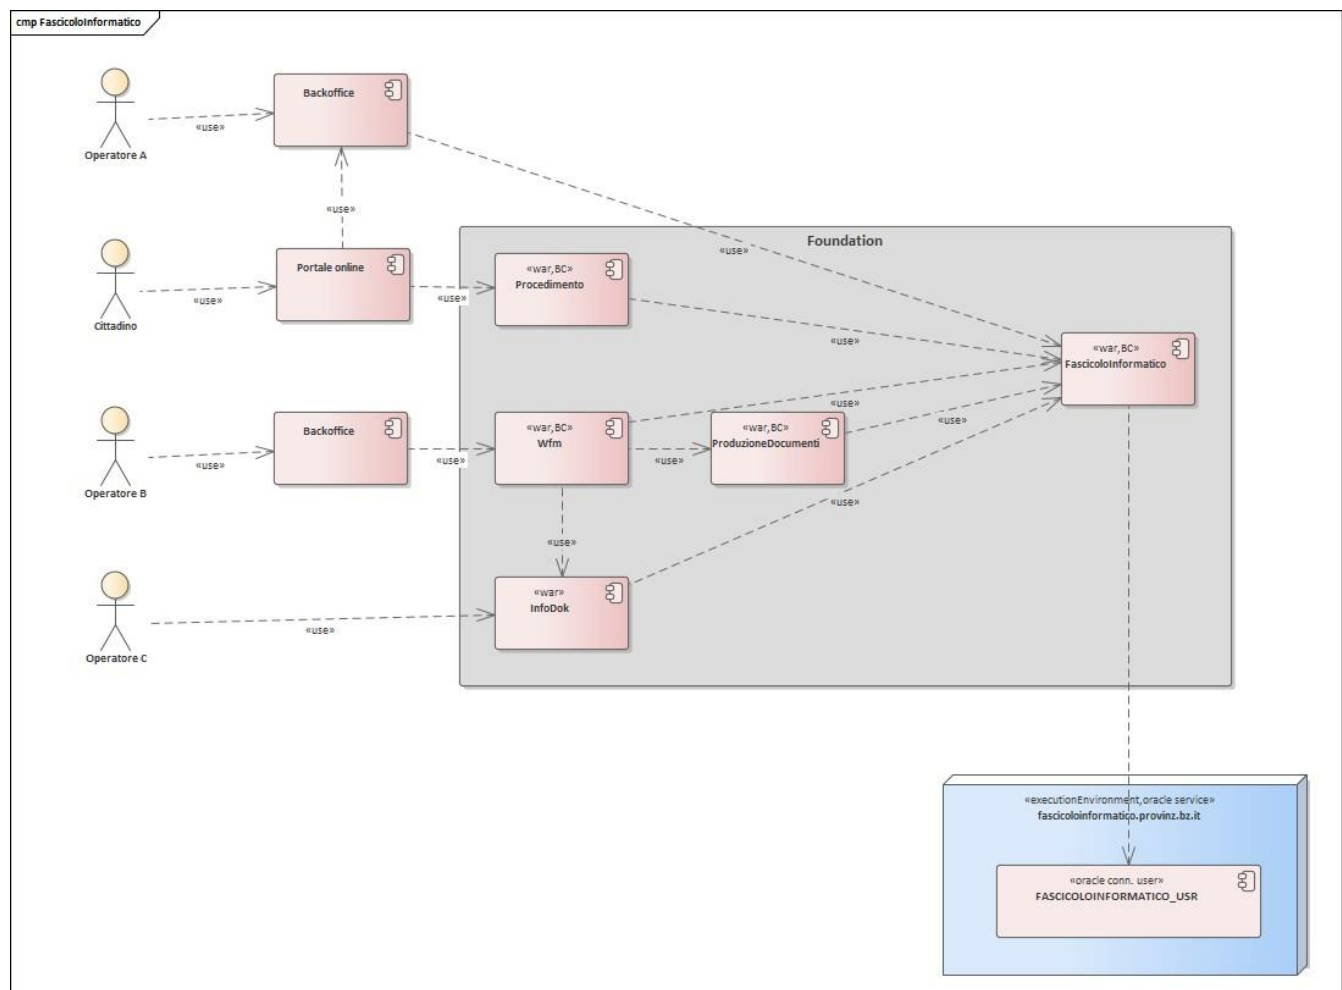 cmp FascicoloInformatico
Backoffice
«use»
Operatore A
«use»
Foundation
«use»
Portale online
«war,BC»
Procedimento
«use»
«use»
Cittadino
«use»
«war,BC»
FascicoloInformatico
«use»
Backoffice
«war,BC»
Wfm
«war,BC»
ProduzioneDocumenti
«use»
«use»
«use»
«use»
Operatore B
«use»
«use»
«war»
InfoDok
«use»
Operatore C
«executionEnvironment,oracle service»
fascicoloinformatico.provinz.bz.it
«oracle conn. user»
FASCICOLOINFORMATICO_USR